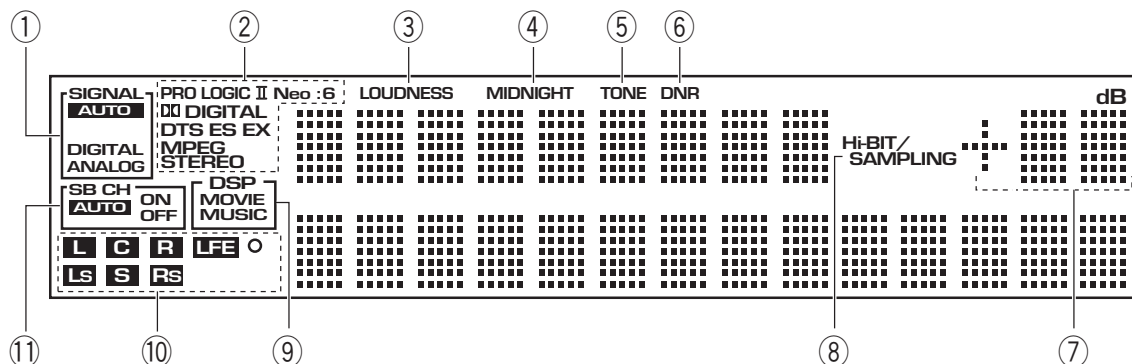 ① ② ③ ④ ⑤ ⑥
SIGNAL
AUTO
DIGITAL
ANALOG
PRO LOGIC II Neo :6
DIGITAL
DTS ES EX
MPEG
STEREO
LOUDNESS MIDNIGHT TONE DNR
dB
Hi-BIT/
SAMPLING
SB CH
AUTO ON
OFF
DSP
MOVIE
MUSIC
L C R LFE
LS S RS
⑪ ⑩ ⑨ ⑧ ⑦